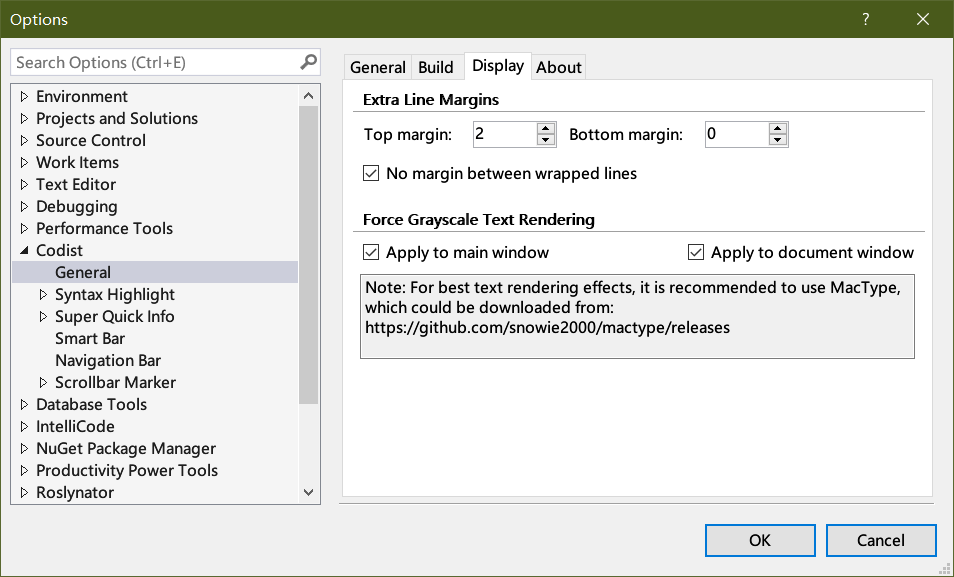 Options
?
Search Options (Ctrl+E)
Environment
Projects and Solutions
Source Control
Work Items
Text Editor
Debugging
Performance Tools
Codist
General
Syntax Highlight
Super Quick Info
Smart Bar
Navigation Bar
Scrollbar Marker
Database Tools
IntelliCode
NuGet Package Manager
Productivity Power Tools
Roslynator
General Build Display About
Extra Line Margins
Top margin: 2 Bottom margin: 0
No margin between wrapped lines
Force Grayscale Text Rendering
Apply to main window Apply to document window
Note: For best text rendering effects, it is recommended to use MacType,
which could be downloaded from:
https://github.com/snowie2000/mactype/releases
OK Cancel